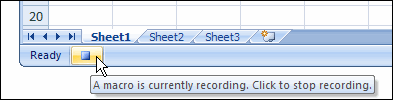 20
Sheet1 Sheet2 Sheet3
Ready
A macro is currently recording. Click to stop recording.